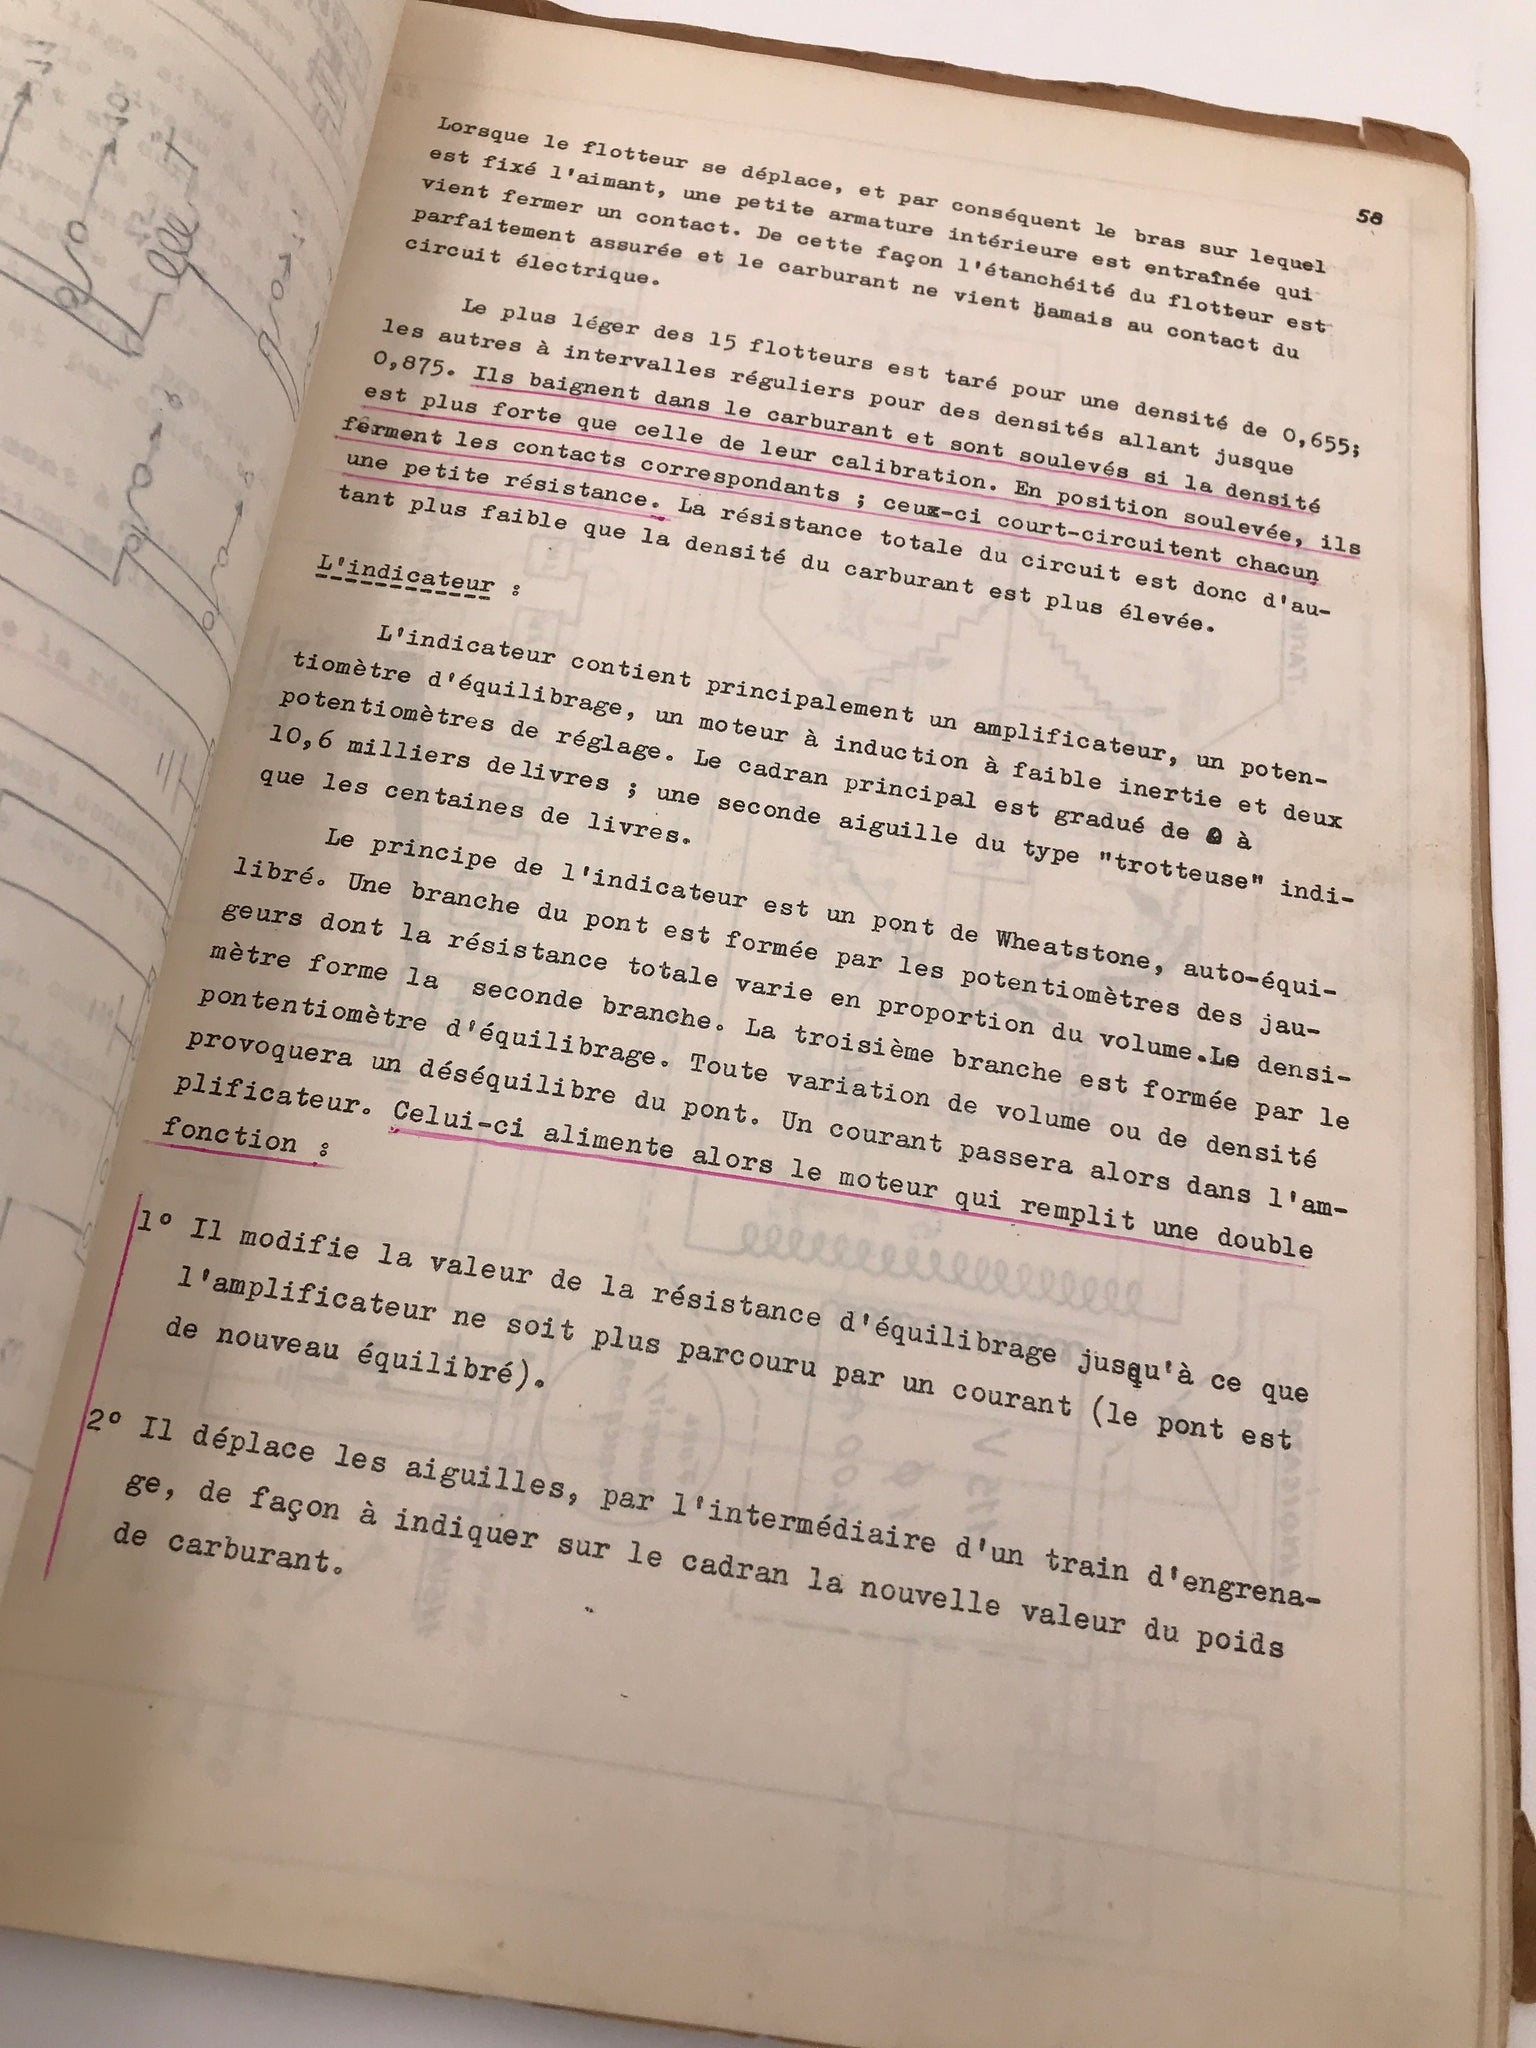 58
Lorsque le flotteur se déplace, et par conséquent le bras sur lequel
est fixé l'aimant, une petite armature intérieure est entraînée qui
vient fermer un contact. De cette façon l'étanchéité du flotteur est
parfaitement assurée et le carburant ne vient jamais au contact du
circuit électrique.
Le plus léger des 15 flotteurs est taré pour une densité de 0,655;
les autres à intervalles réguliers pour des densités allant jusque
0,875. Ils baignent dans le carburant et sont soulevés si la densité
est plus forte que celle de leur calibration. En position soulevée, ils
ferment les contacts correspondants ; ceux-ci court-circuitent chacun
une petite résistance. La résistance totale du circuit est donc d'au-
tant plus faible que la densité du carburant est plus élevée.
L'indicateur :
L'indicateur contient principalement un amplificateur, un poten-
tiomètre d'équilibrage, un moteur à induction à faible inertie et deux
potentiomètres de réglage. Le cadran principal est gradué de 0 à
10,6 milliers delivres ; une seconde aiguille du type "trotteuse" indi-
que les centaines de livres.
Le principe de l'indicateur est un pont de Wheatstone, auto-équi-
libré. Une branche du pont est formée par les potentiomètres des jau-
geurs dont la résistance totale varie en proportion du volume.Le densi-
mètre forme la seconde branche. La troisième branche est formée par le
pontentiomètre d'équilibrage. Toute variation de volume ou de densité
provoquera un déséquilibre du pont. Un courant passera alors dans l'am-
plificateur. Celui-ci alimente alors le moteur qui remplit une double
fonction :
1° Il modifie la valeur de la résistance d'équilibrage jusqu'à ce que
l'amplificateur ne soit plus parcouru par un courant (le pont est
de nouveau équilibré).
2° Il déplace les aiguilles, par l'intermédiaire d'un train d'engrena-
ge, de façon à indiquer sur le cadran la nouvelle valeur du poids
de carburant.